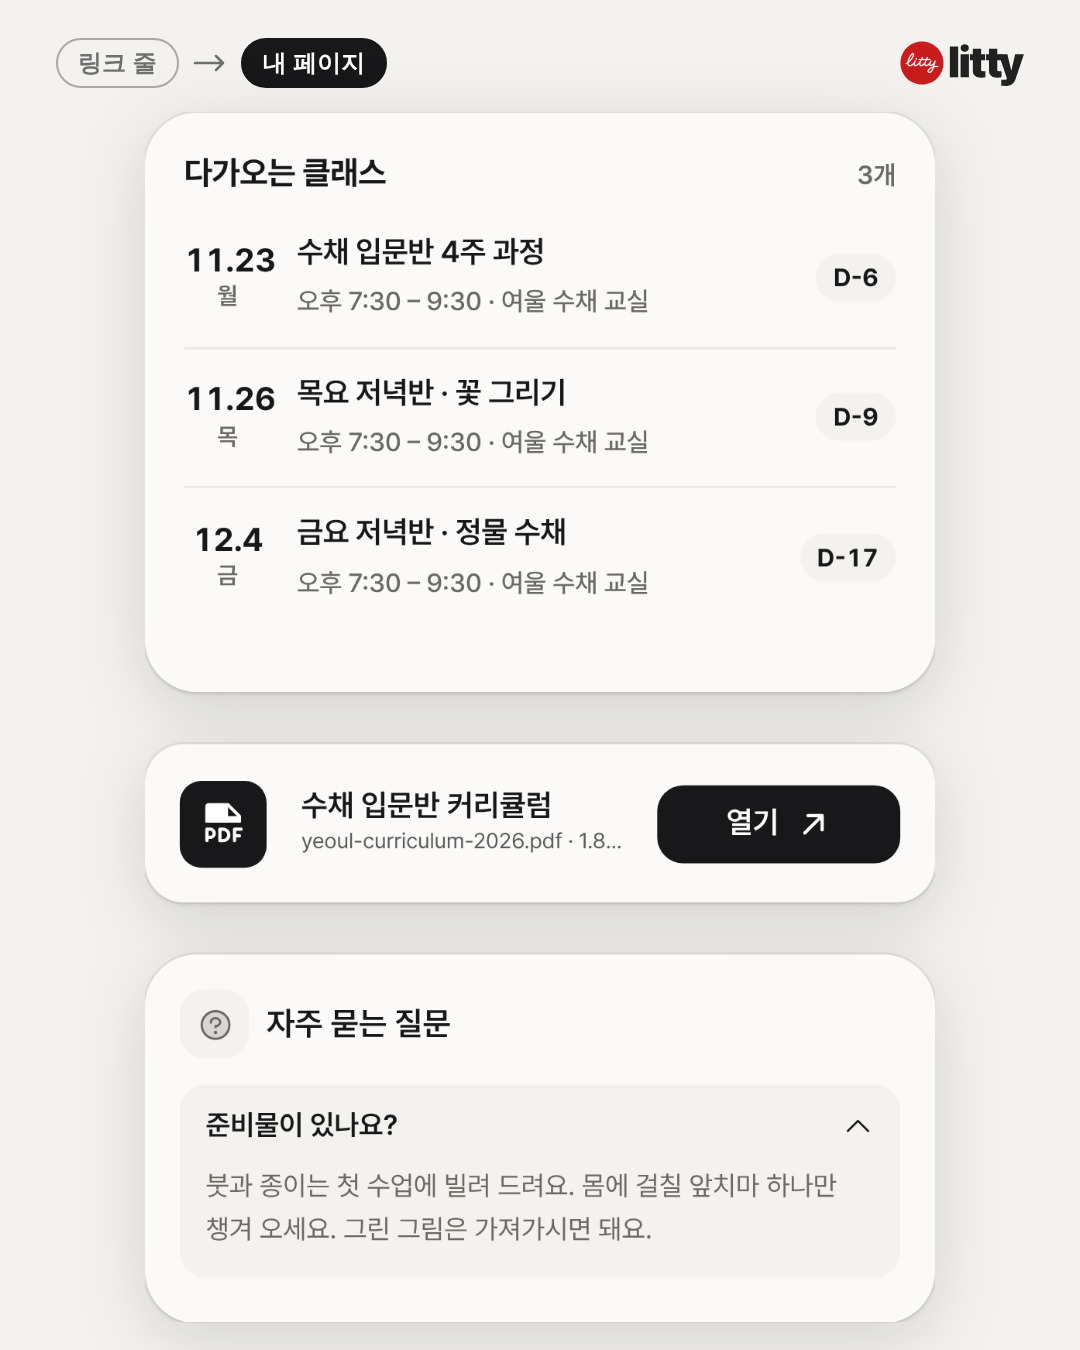 링크 줄 → 내 페이지
litty litty
다가오는 클래스 3개
11.23 수채 입문반 4주 과정
월 오후 7:30 – 9:30 · 여울 수채 교실 D-6
11.26 목요 저녁반 · 꽃 그리기
목 오후 7:30 – 9:30 · 여울 수채 교실 D-9
12.4 금요 저녁반 · 정물 수채
금 오후 7:30 – 9:30 · 여울 수채 교실 D-17
PDF 수채 입문반 커리큘럼
yeoul-curriculum-2026.pdf · 1.8...
열기
자주 묻는 질문
준비물이 있나요?
붓과 종이는 첫 수업에 빌려 드려요. 몸에 걸칠 앞치마 하나만
챙겨 오세요. 그린 그림은 가져가시면 돼요.